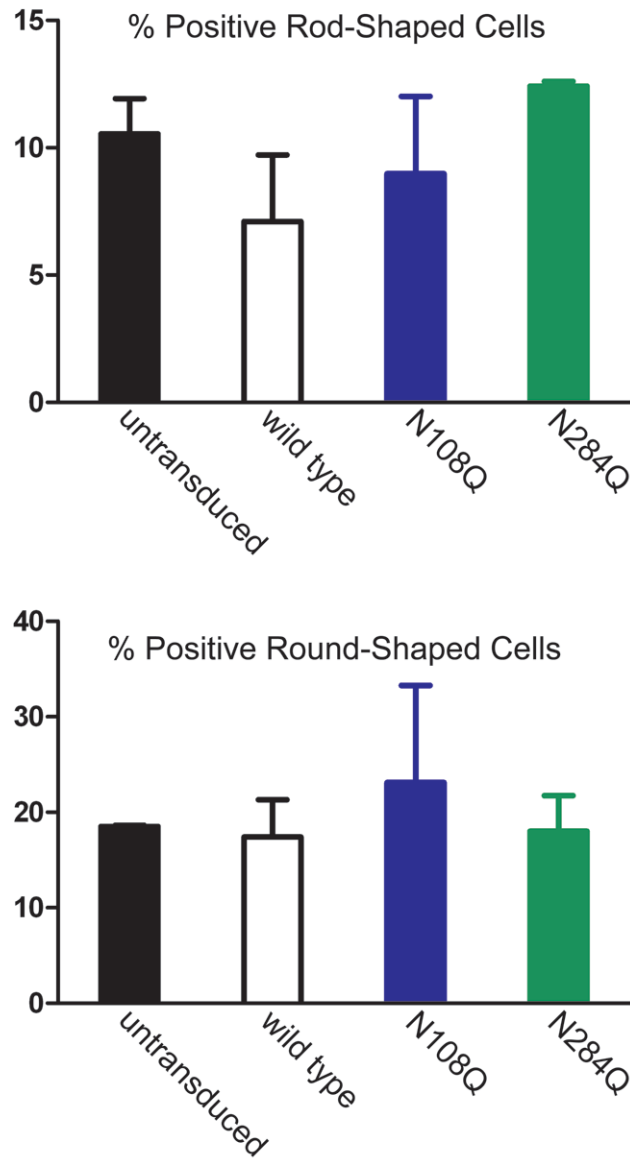 % Positive Rod-Shaped Cells
15
10
5
0
untransduced
wild type
N108Q
N284Q
% Positive Round-Shaped Cells
40
30
20
10
0
untransduced
wild type
N108Q
N284Q